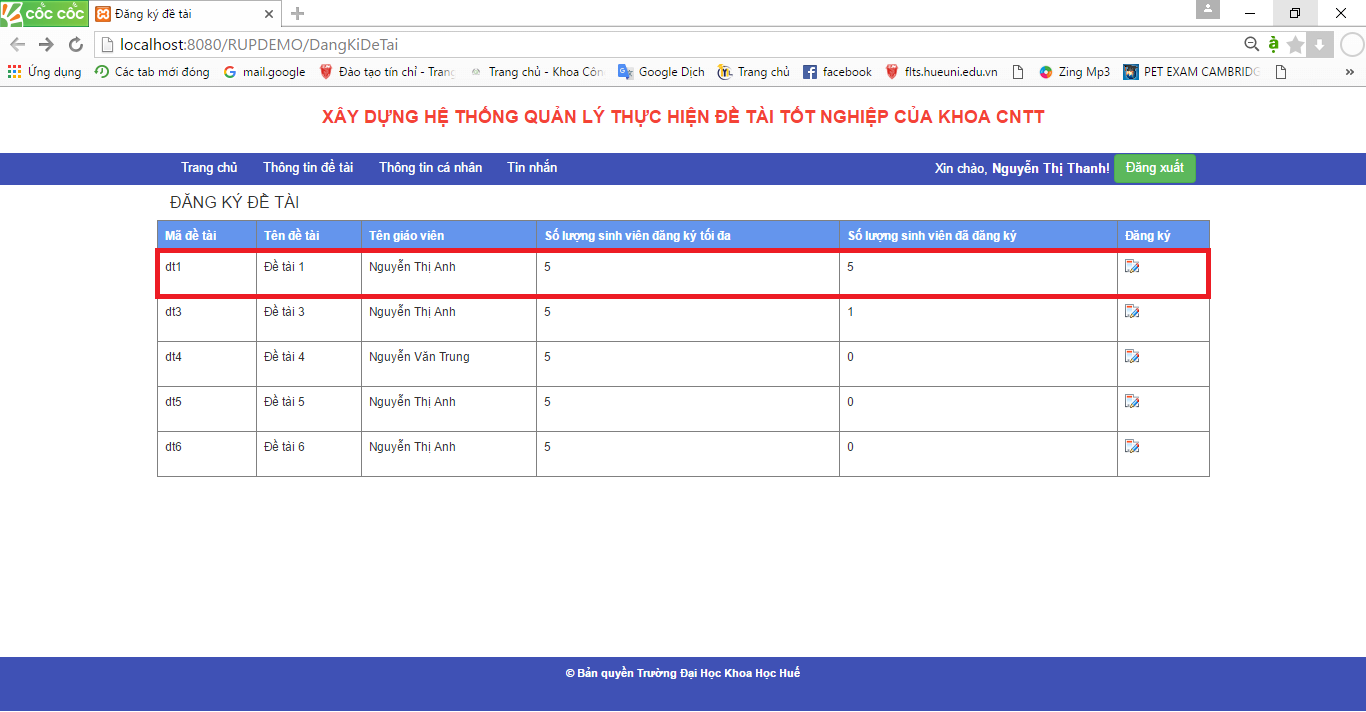 cốc cốc Đăng ký đề tài
localhost:8080/RUPDEMO/DangKiDeTai
Ứng dụng Các tab mới đóng mail.google Đào tạo tín chỉ - Trang Trang chủ - Khoa Côn Google Dịch Trang chủ facebook flts.hueuni.edu.vn Zing Mp3 PET EXAM CAMBRIDG »
XÂY DỰNG HỆ THỐNG QUẢN LÝ THỰC HIỆN ĐỀ TÀI TỐT NGHIỆP CỦA KHOA CNTT
Trang chủ Thông tin đề tài Thông tin cá nhân Tin nhắn Xin chào, Nguyễn Thị Thanh! Đăng xuất
ĐĂNG KÝ ĐỀ TÀI
Mã đề tài Tên đề tài Tên giáo viên Số lượng sinh viên đăng ký tối đa Số lượng sinh viên đã đăng ký Đăng ký
dt1 Đề tài 1 Nguyễn Thị Anh 5 5
dt3 Đề tài 3 Nguyễn Thị Anh 5 1
dt4 Đề tài 4 Nguyễn Văn Trung 5 0
dt5 Đề tài 5 Nguyễn Thị Anh 5 0
dt6 Đề tài 6 Nguyễn Thị Anh 5 0
© Bản quyền Trường Đại Học Khoa Học Huế